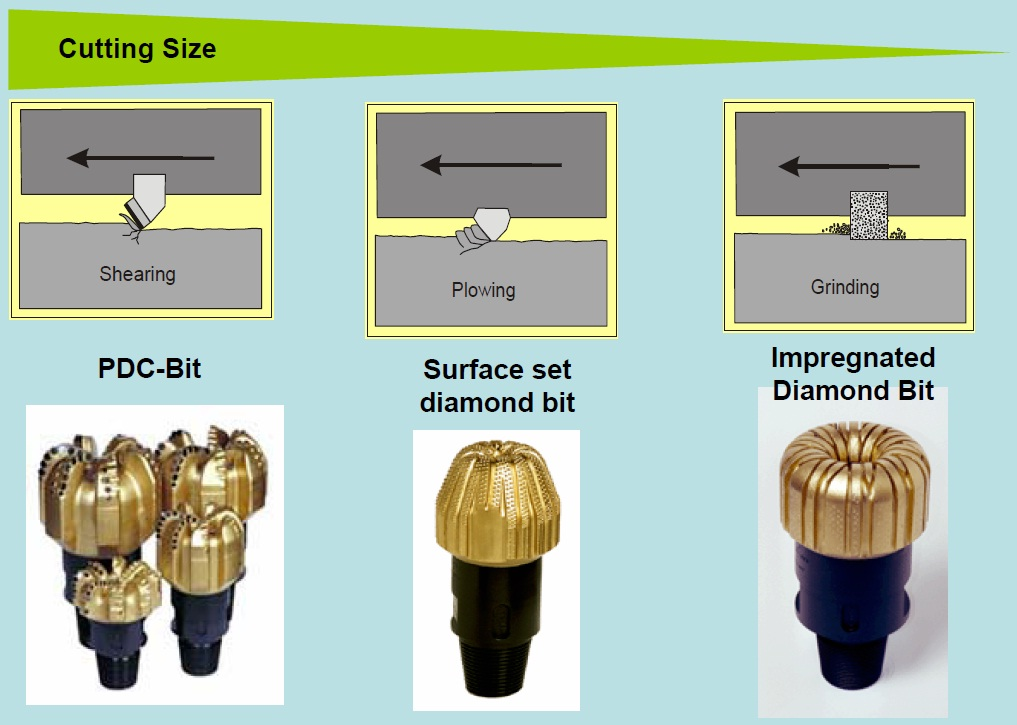 Cutting Size
Shearing
Plowing
Grinding
PDC-Bit
Surface set
diamond bit
Impregnated
Diamond Bit